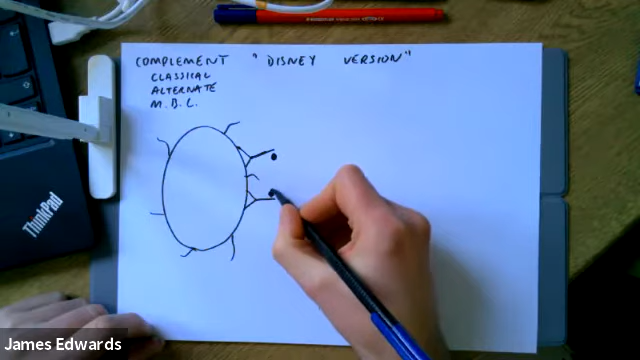 COMPLEMENT "DISNEY VERSION"
CLASSICAL
ALTERNATE
M.B.L.
ThinkPad
James Edwards